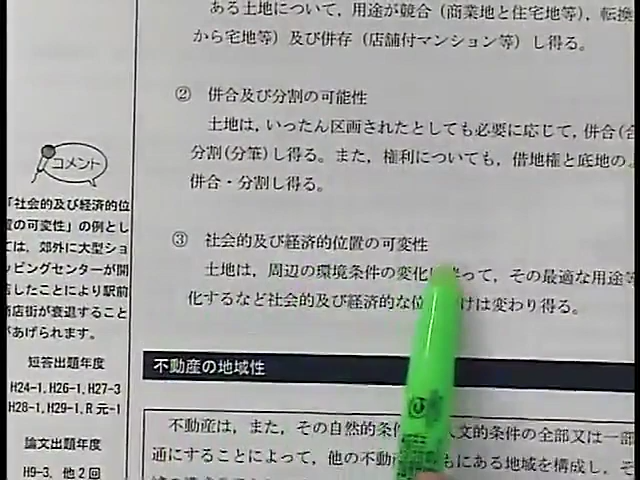 ある土地について，用途が競合（商業地と住宅地等），転換
から宅地等）及び併存（店舗付マンション等）し得る。
② 併合及び分割の可能性
土地は，いったん区画されたとしても必要に応じて，併合(合
分割(分筆)し得る。また，権利についても，借地権と底地の
併合・分割し得る。
コメント
「社会的及び経済的位
置の可変性」の例とし
ては、郊外に大型ショ
ッピングセンターが開
店したことにより駅前
商店街が衰退すること
があげられます。
③ 社会的及び経済的位置の可変性
土地は，周辺の環境条件の変化に伴って，その最適な用途等
化するなど社会的及び経済的な位 けは変わり得る。
短答出題年度
H24-1, H26-1, H27-3
H28-1, H29-1, R元-1
論文出題年度
H9-3, 他2回
不動産の地域性
不動産は，また，その自然的条件 人文的条件の全部又は一部
通にすることによって，他の不動産 もにある地域を構成し，そ